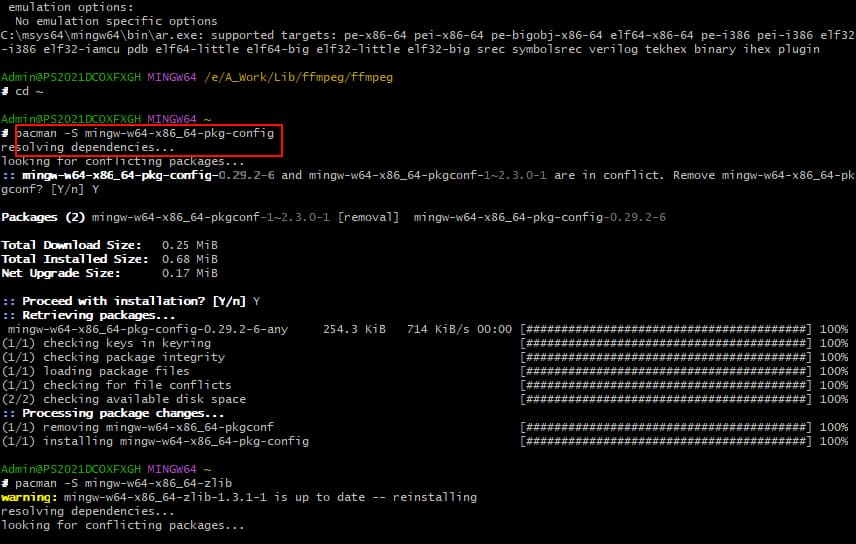 emulation options:
No emulation specific options
C:\msys64\mingw64\bin\ar.exe: supported targets: pe-x86-64 pei-x86-64 pe-bigobj-x86-64 elf64-x86-64 pe-i386 pei-i386 elf32
-i386 elf32-iamcu pdb elf64-little elf64-big elf32-little elf32-big srec symbolsrec verilog tekhex binary ihex plugin
Admin@PS2021DCOXFXGH MINGW64 /e/A_Work/Lib/ffmpeg/ffmpeg
# cd ~
Admin@PS2021DCOXFXGH MINGW64 ~
# pacman -S mingw-w64-x86_64-pkg-config
resolving dependencies...
looking for conflicting packages...
:: mingw-w64-x86_64-pkg-config-0.29.2-6 and mingw-w64-x86_64-pkgconf-1~2.3.0-1 are in conflict. Remove mingw-w64-x86_64-pk
gconf? [Y/n] Y
Packages (2) mingw-w64-x86_64-pkgconf-1~2.3.0-1 [removal]  mingw-w64-x86_64-pkg-config-0.29.2-6
Total Download Size:   0.25 MiB
Total Installed Size:  0.68 MiB
Net Upgrade Size:      0.17 MiB
:: Proceed with installation? [Y/n] Y
:: Retrieving packages...
mingw-w64-x86_64-pkg-config-0.29.2-6-any     254.3 KiB   714 KiB/s 00:00 [########################################] 100%
(1/1) checking keys in keyring [########################################] 100%
(1/1) checking package integrity [########################################] 100%
(1/1) loading package files [########################################] 100%
(1/1) checking for file conflicts [########################################] 100%
(2/2) checking available disk space [########################################] 100%
:: Processing package changes...
(1/1) removing mingw-w64-x86_64-pkgconf [########################################] 100%
(1/1) installing mingw-w64-x86_64-pkg-config [########################################] 100%
Admin@PS2021DCOXFXGH MINGW64 ~
# pacman -S mingw-w64-x86_64-zlib
warning: mingw-w64-x86_64-zlib-1.3.1-1 is up to date -- reinstalling
resolving dependencies...
looking for conflicting packages...